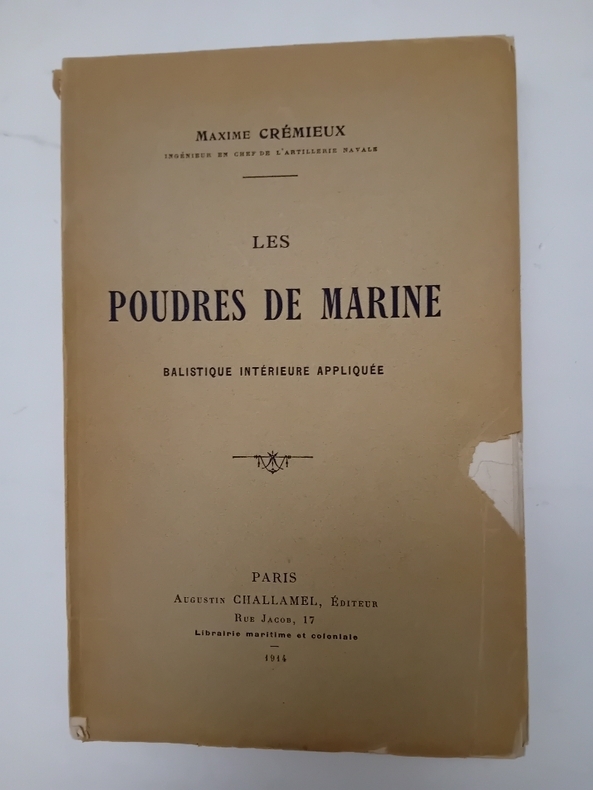 MAXIME CRÉMIEUX
INGÉNIEUR EN CHEF DE L'ARTILLERIE NAVALE
LES
POUDRES DE MARINE
BALISTIQUE INTÉRIEURE APPLIQUÉE
PARIS
AUGUSTIN CHALLAMEL, ÉDITEUR
RUE JACOB, 17
Librairie maritime et coloniale
1914